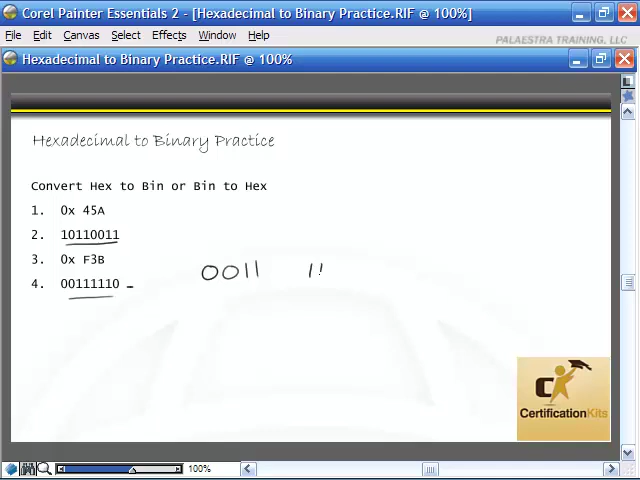 Corel Painter Essentials 2 - [Hexadecimal to Binary Practice.RIF @ 100%]
File Edit Canvas Select Effects Window Help
PALAESTRA TRAINING, LLC
Hexadecimal to Binary Practice.RIF @ 100%
Hexadecimal to Binary Practice
Convert Hex to Bin or Bin to Hex
1. 0x 45A
2. 10110011
3. 0x F3B
4. 00111110 -
0011 11
CK
CertificationKits
100%